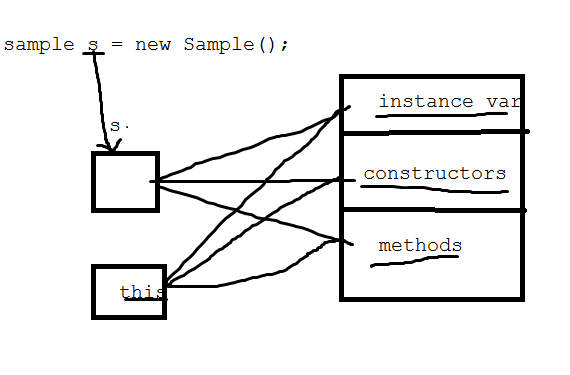 sample s = new Sample();
s.
instance var
constructors
methods
this